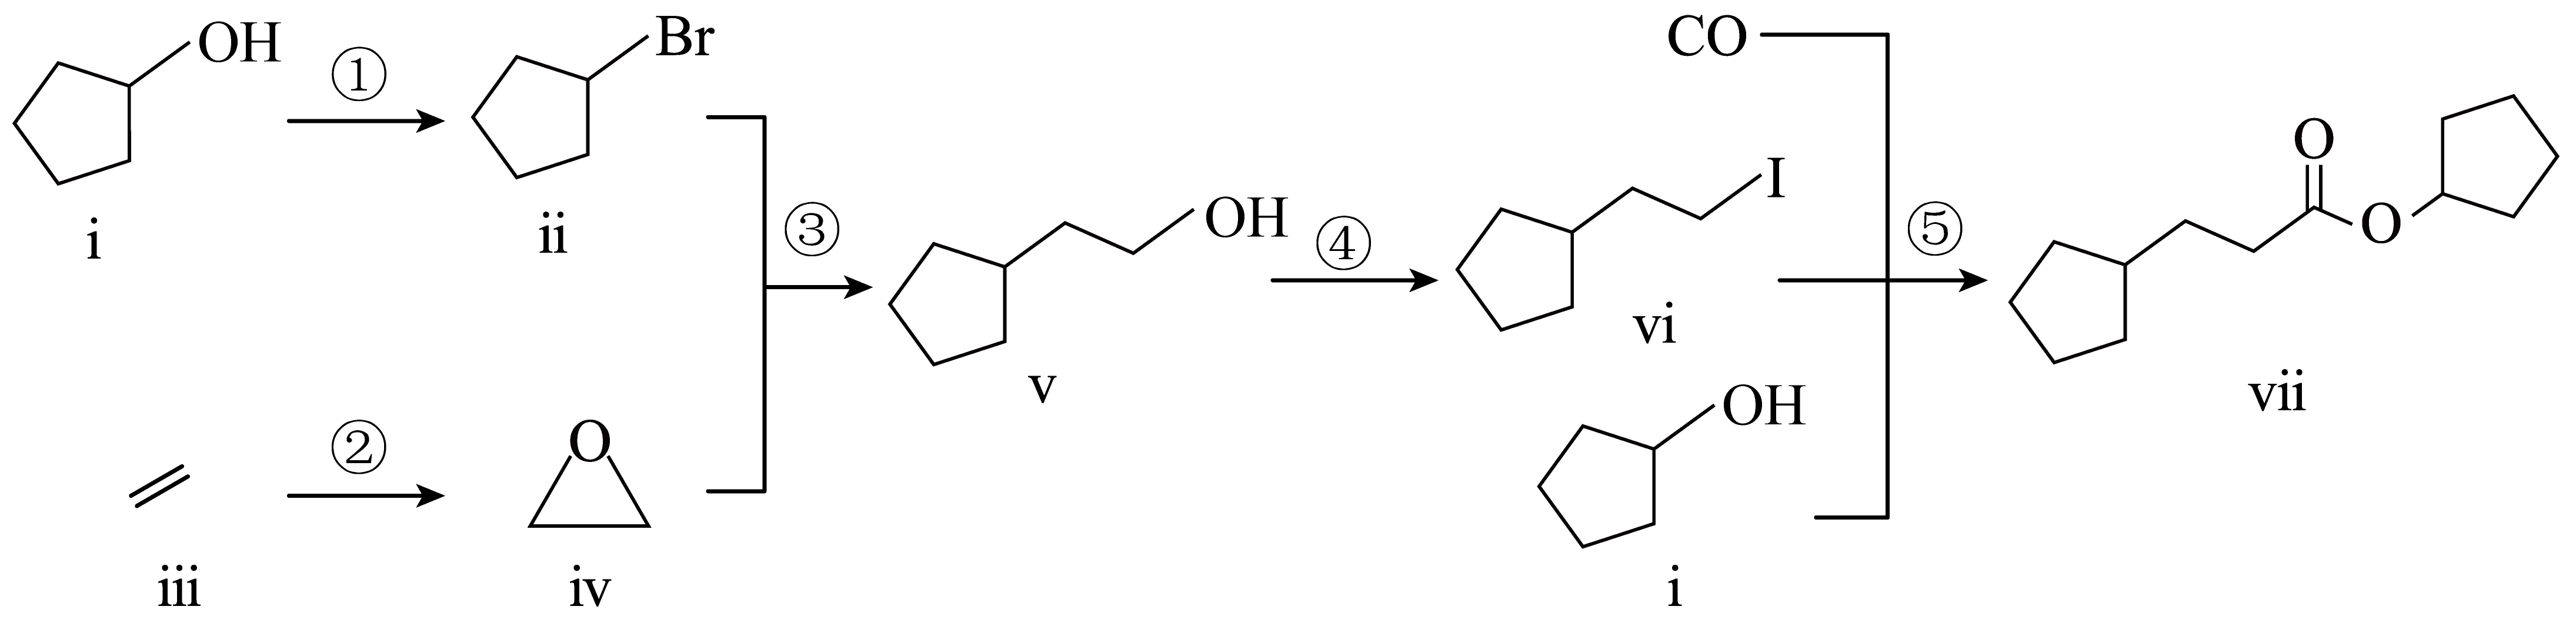 OH
①
Br
i
ii
③
②
O
iii
iv
OH
v
④
I
vi
CO
OH
i
⑤
O
O
vii